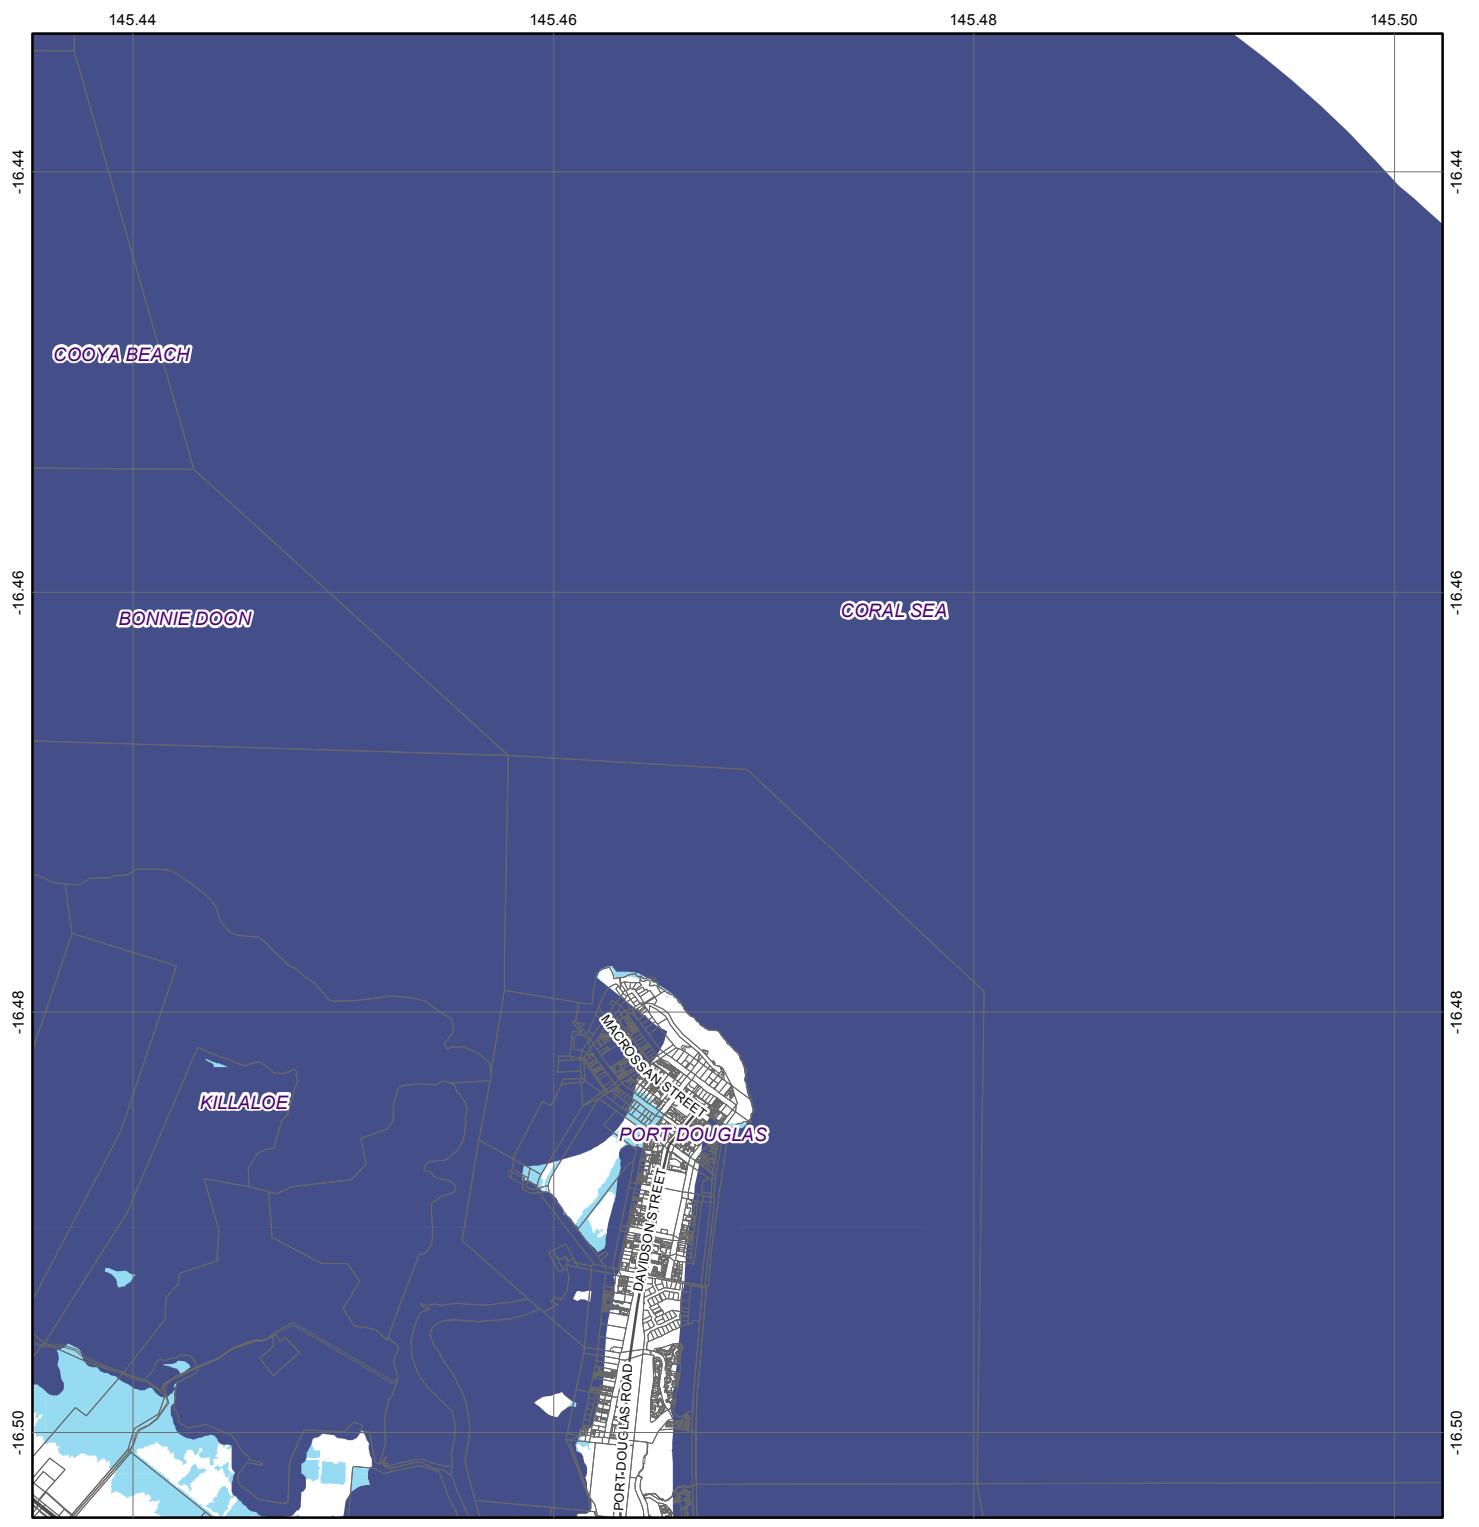 145.44
145.46
145.48
145.50
-16.44
-16.44
COOYA BEACH
-16.46
-16.46
BONNIE DOON
CORAL SEA
-16.48
-16.48
MACROSSAN STREET
KILLALOE
PORT DOUGLAS
DAVIDSON STREET
PORT DOUGLAS ROAD
-16.50
-16.50